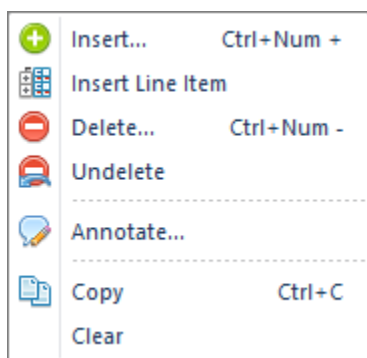 Insert... Ctrl+Num +
Insert Line Item
Delete... Ctrl+Num -
Undelete
Annotate...
Copy Ctrl+C
Clear